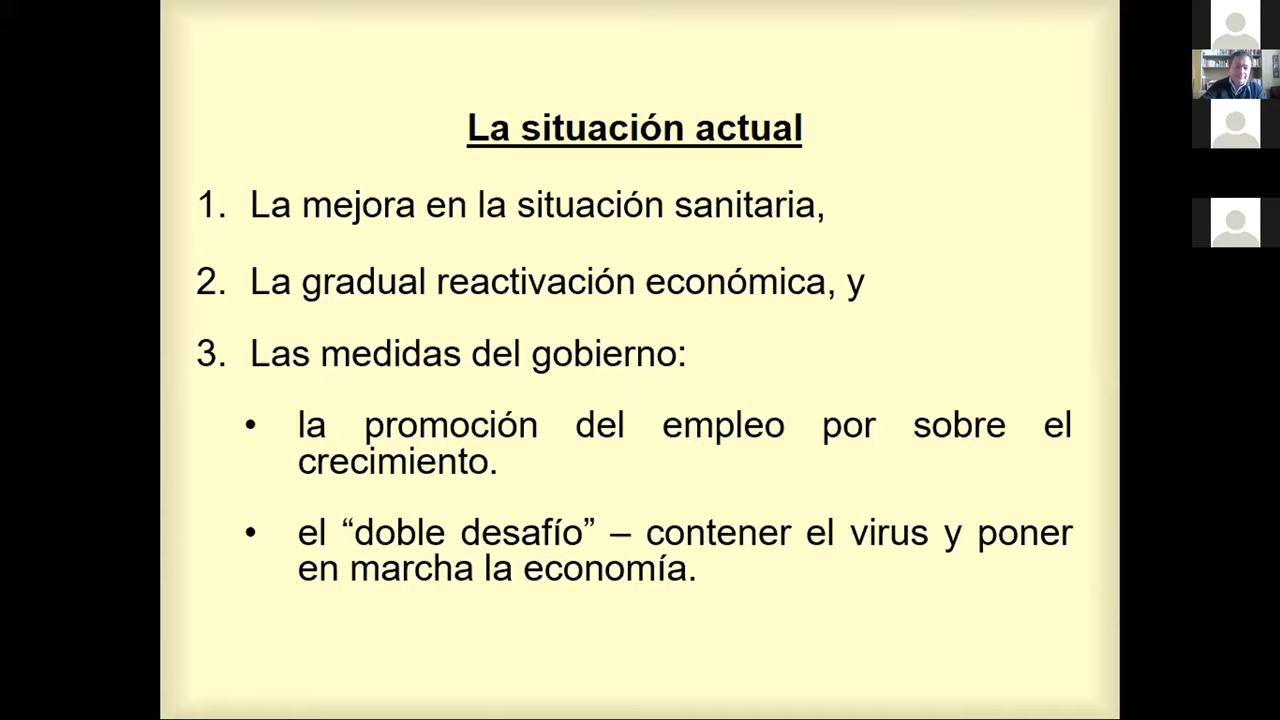 La situación actual
1. La mejora en la situación sanitaria,
2. La gradual reactivación económica, y
3. Las medidas del gobierno:
• la promoción del empleo por sobre el
crecimiento.
• el “doble desafío” – contener el virus y poner
en marcha la economía.